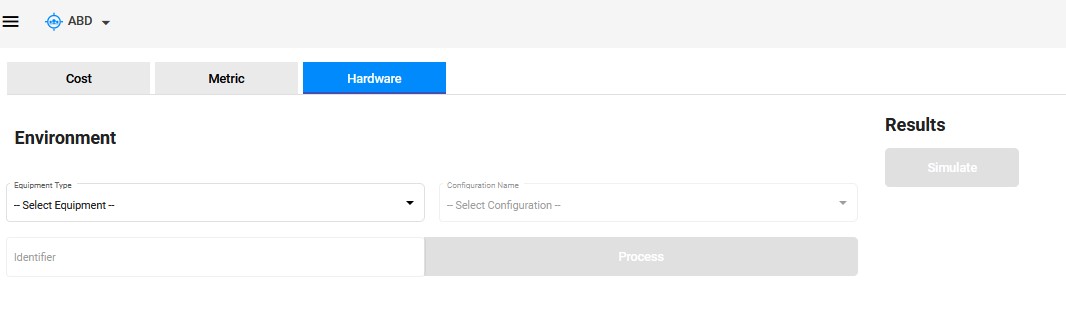 ABD
Cost
Metric
Hardware
Environment
Results
Simulate
Equipment Type
-- Select Equipment --
Configuration Name
-- Select Configuration --
Identifier
Process